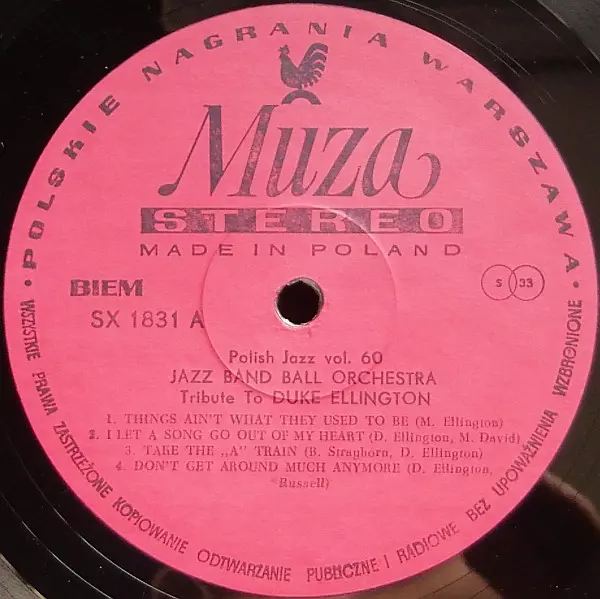 • POLSKIE NAGRANIA WARSZAWA •
Muza
STEREO
MADE IN POLAND
BIEM
S 33
SX 1831 A
Polish Jazz vol. 60
JAZZ BAND BALL ORCHESTRA
Tribute To DUKE ELLINGTON
1. THINGS AIN'T WHAT THEY USED TO BE (M. Ellington)
2. I LET A SONG GO OUT OF MY HEART (D. Ellington, M. David)
3. TAKE THE „A" TRAIN (B. Strayhorn, D. Ellington)
4. DON'T GET AROUND MUCH ANYMORE (D. Ellington,
Russell)
WSZYSTKIE PRAWA ZASTRZEŻONE KOPIOWANIE ODTWARZANIE PUBLICZNE I RADIOWE BEZ UPOWAŻNIENIA WZBRONIONE